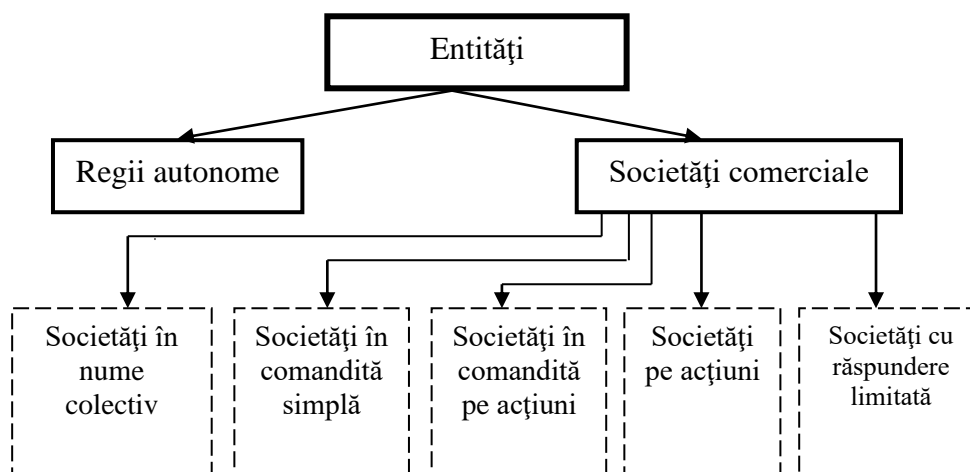 Entităţi
Regii autonome
Societăţi comerciale
Societăţi în
nume
colectiv
Societăţi în
comandită
simplă
Societăţi în
comandită
pe acţiuni
Societăţi
pe acţiuni
Societăţi cu
răspundere
limitată